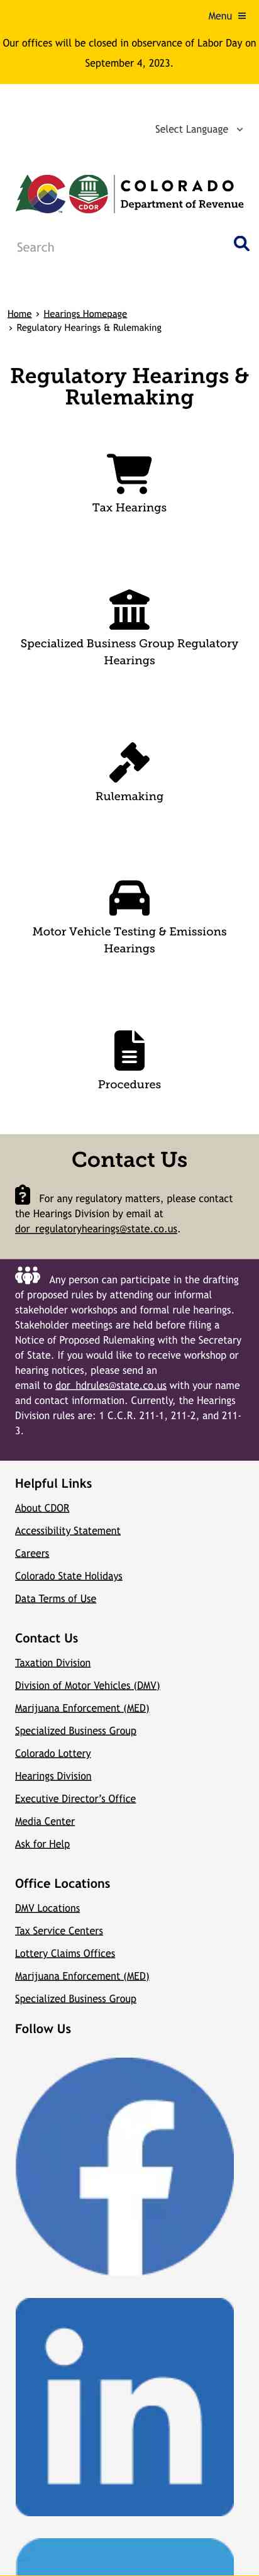 Menu
Our offices will be closed in observance of Labor Day on
September 4, 2023.
Select Language
CDOR
COLORADO
Department of Revenue
Search
Home › Hearings Homepage
› Regulatory Hearings & Rulemaking
Regulatory Hearings &
Rulemaking
Tax Hearings
Specialized Business Group Regulatory
Hearings
Rulemaking
Motor Vehicle Testing & Emissions
Hearings
Procedures
Contact Us
For any regulatory matters, please contact
the Hearings Division by email at
dor_regulatoryhearings@state.co.us.
Any person can participate in the drafting
of proposed rules by attending our informal
stakeholder workshops and formal rule hearings.
Stakeholder meetings are held before filing a
Notice of Proposed Rulemaking with the Secretary
of State. If you would like to receive workshop or
hearing notices, please send an
email to dor_hdrules@state.co.us with your name
and contact information. Currently, the Hearings
Division rules are: 1 C.C.R. 211-1, 211-2, and 211-
3.
Helpful Links
About CDOR
Accessibility Statement
Careers
Colorado State Holidays
Data Terms of Use
Contact Us
Taxation Division
Division of Motor Vehicles (DMV)
Marijuana Enforcement (MED)
Specialized Business Group
Colorado Lottery
Hearings Division
Executive Director's Office
Media Center
Ask for Help
Office Locations
DMV Locations
Tax Service Centers
Lottery Claims Offices
Marijuana Enforcement (MED)
Specialized Business Group
Follow Us
f
in